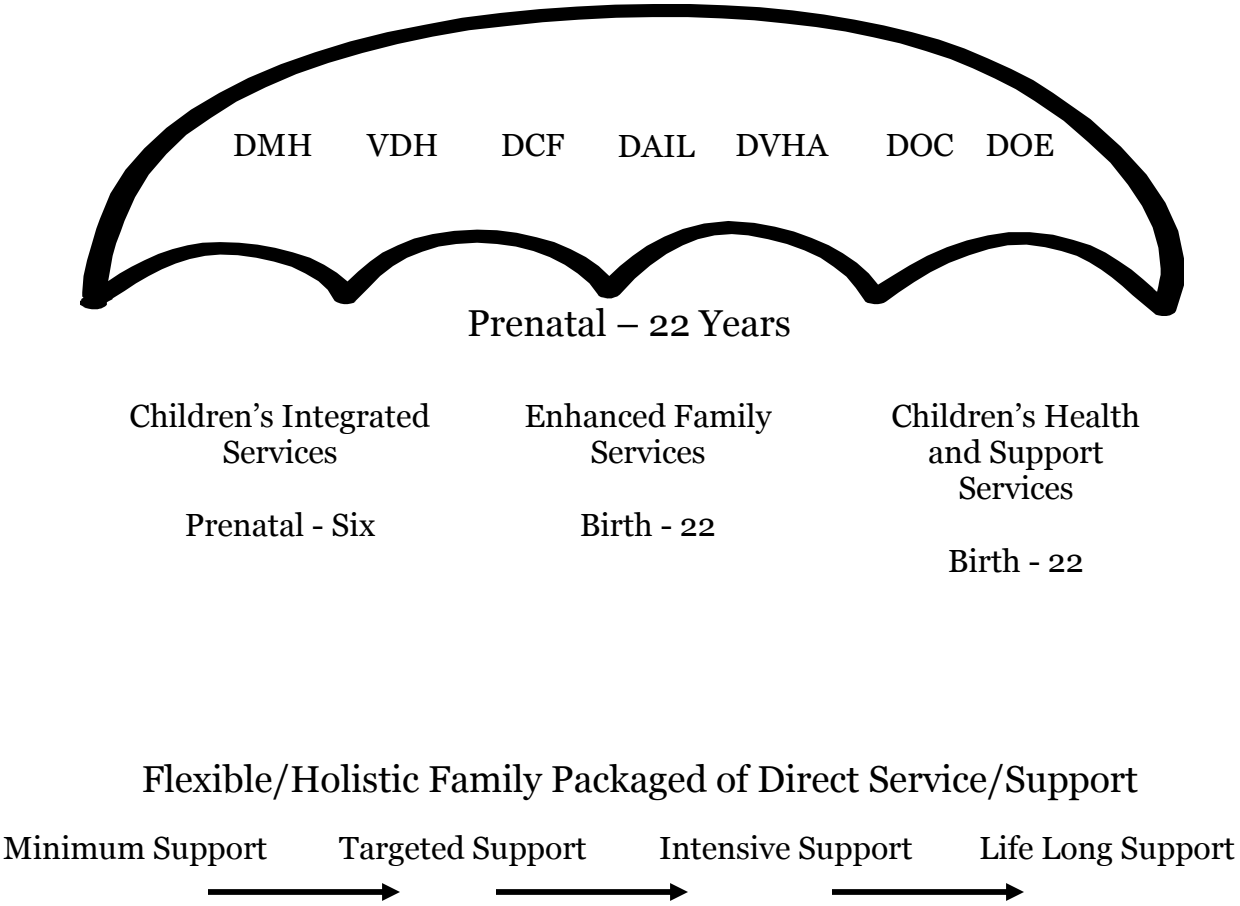 DMH VDH DCF DAIL DVHA DOC DOE
Prenatal – 22 Years
Children’s Integrated
Services
Prenatal - Six
Enhanced Family
Services
Birth - 22
Children’s Health
and Support
Services
Birth - 22
Flexible/Holistic Family Packaged of Direct Service/Support
Minimum Support Targeted Support Intensive Support Life Long Support